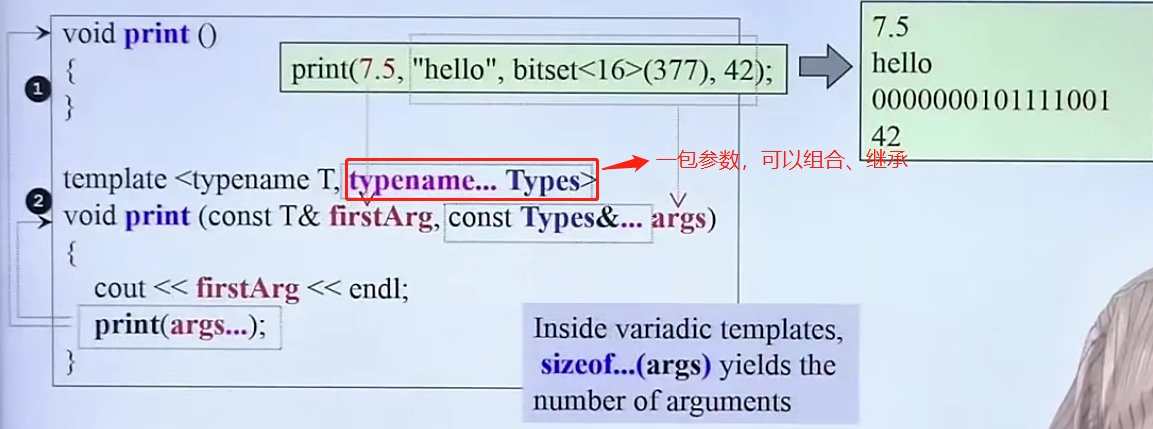 void print ()
{
}
print(7.5, "hello", bitset<16>(377), 42);
7.5
hello
0000000101111001
42
1
一包参数，可以组合、继承
2
template <typename T, typename... Types>
void print (const T& firstArg, const Types&... args)
{
cout << firstArg << endl;
print(args...);
}
Inside variadic templates,
sizeof...(args) yields the
number of arguments